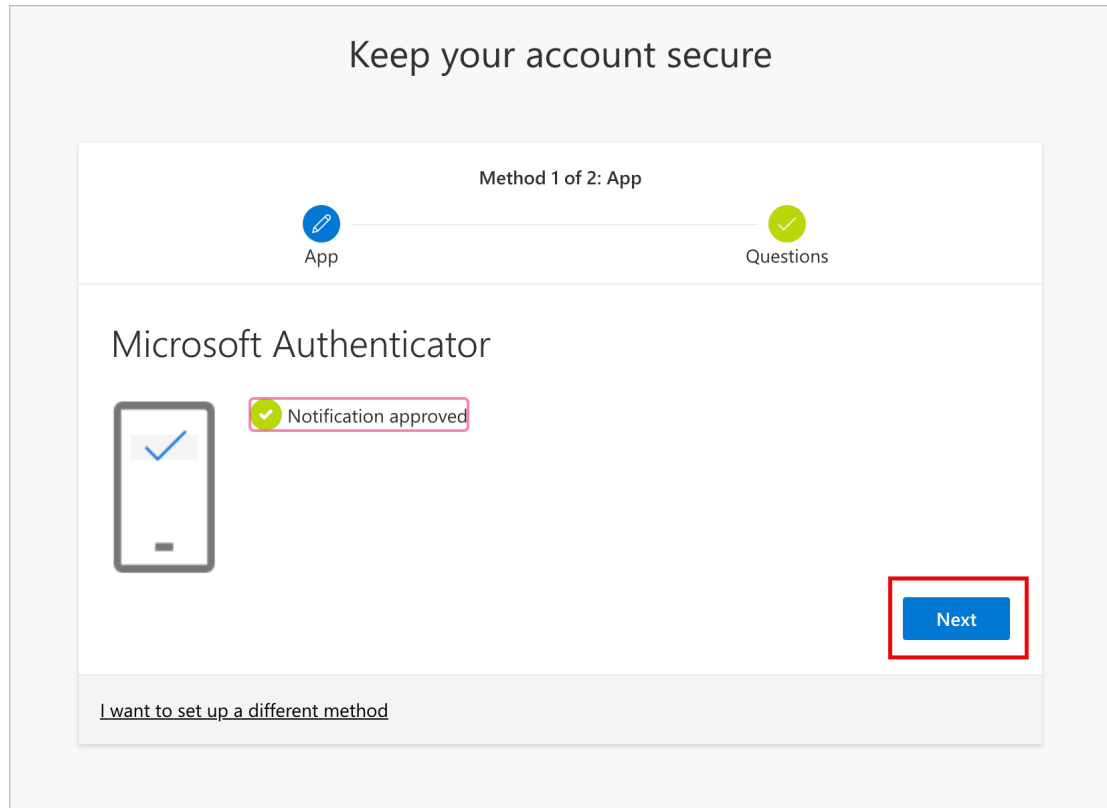 Keep your account secure
Method 1 of 2: App
App
Questions
Microsoft Authenticator
Notification approved
Next
I want to set up a different method